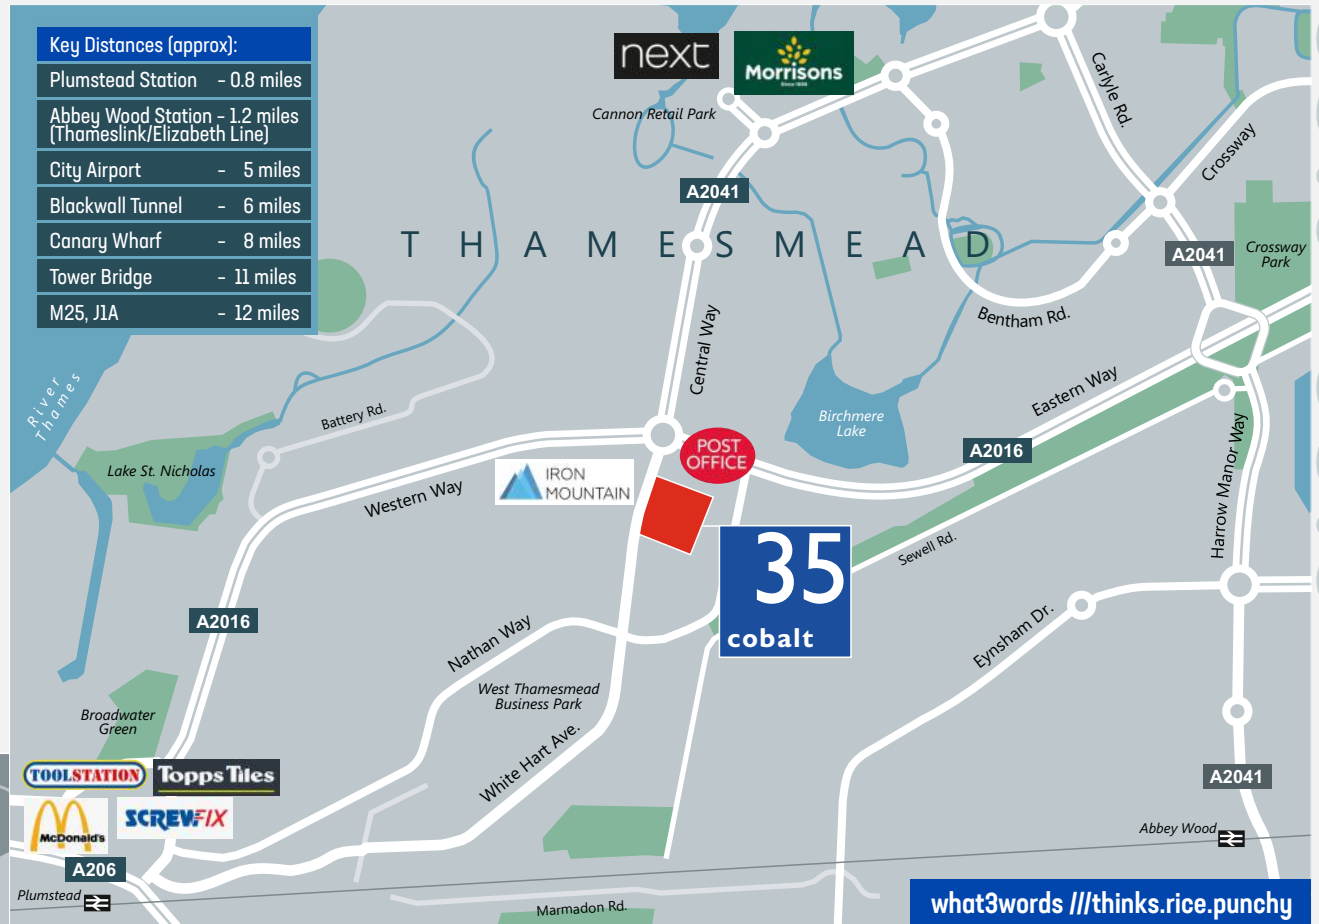 Key Distances (approx):
Plumstead Station - 0.8 miles
Abbey Wood Station - 1.2 miles
(Thameslink/Elizabeth Line)
City Airport - 5 miles
Blackwall Tunnel - 6 miles
Canary Wharf - 8 miles
Tower Bridge - 11 miles
M25, J1A - 12 miles
next
Morrisons
Since 1899
Cannon Retail Park
Carlyle Rd.
Crossway
A2041
THAMESMEAD
A2041
Crossway
Park
Bentham Rd.
Central Way
River
Thames
Battery Rd.
Eastern Way
Birchmere
Lake
Lake St. Nicholas
POST
OFFICE
A2016
IRON
MOUNTAIN
Western Way
Harrow Manor Way
35
cobalt
Sewell Rd.
A2016
Nathan Way
Eynsham Dr.
West Thamesmead
Business Park
Broadwater
Green
White Hart Ave.
TOOLSTATION
Topps Tiles
A2041
McDonald's
SCREWFIX
Abbey Wood
A206
Plumstead
Marmadon Rd.
what3words ///thinks.rice.punchy